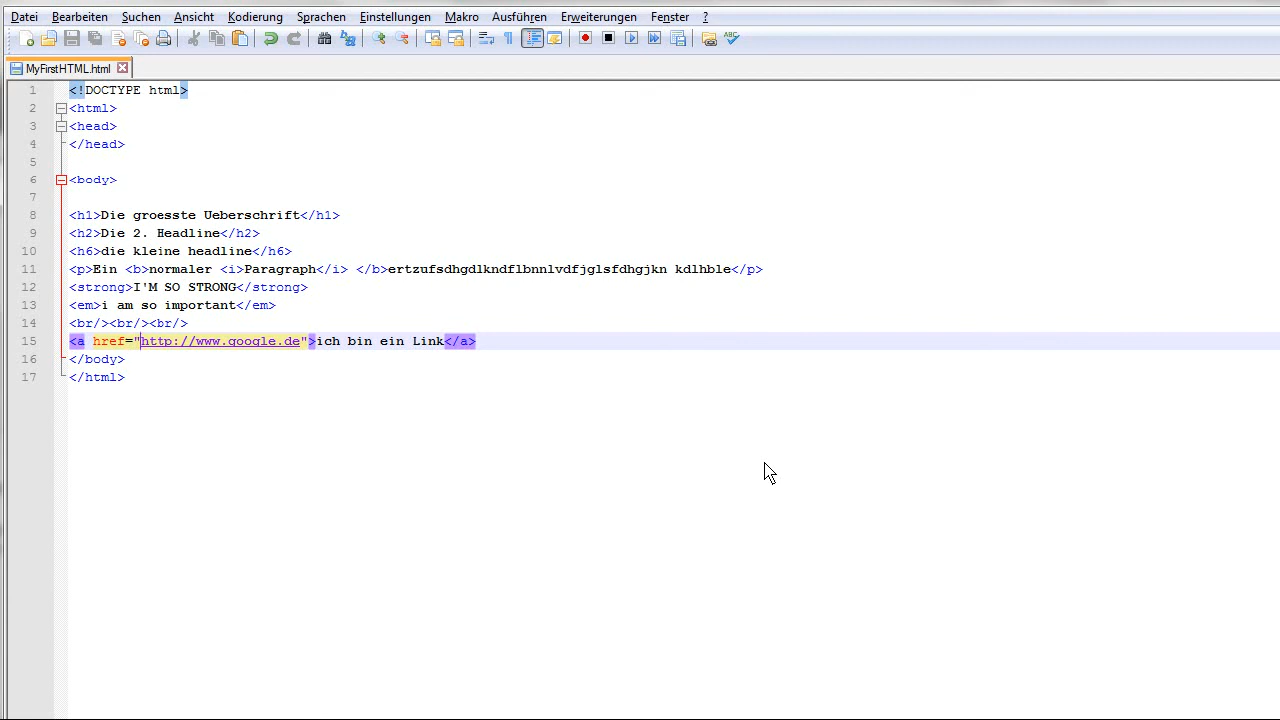 Datei Bearbeiten Suchen Ansicht Kodierung Sprachen Einstellungen Makro Ausführen Erweiterungen Fenster ?
MyFirstHTML.html
1 <!DOCTYPE html>
2 <html>
3 <head>
4 </head>
5
6 <body>
7
8 <h1>Die groesste Ueberschrift</h1>
9 <h2>Die 2. Headline</h2>
10 <h6>die kleine headline</h6>
11 <p>Ein <b>normaler <i>Paragraph</i> </b>ertzufsdhgdlkndflbnnlvdfjglsfdhgjkn kdlhble</p>
12 <strong>I'M SO STRONG</strong>
13 <em>i am so important</em>
14 <br/><br/><br/>
15 <a href="http://www.google.de">ich bin ein Link</a>
16 </body>
17 </html>